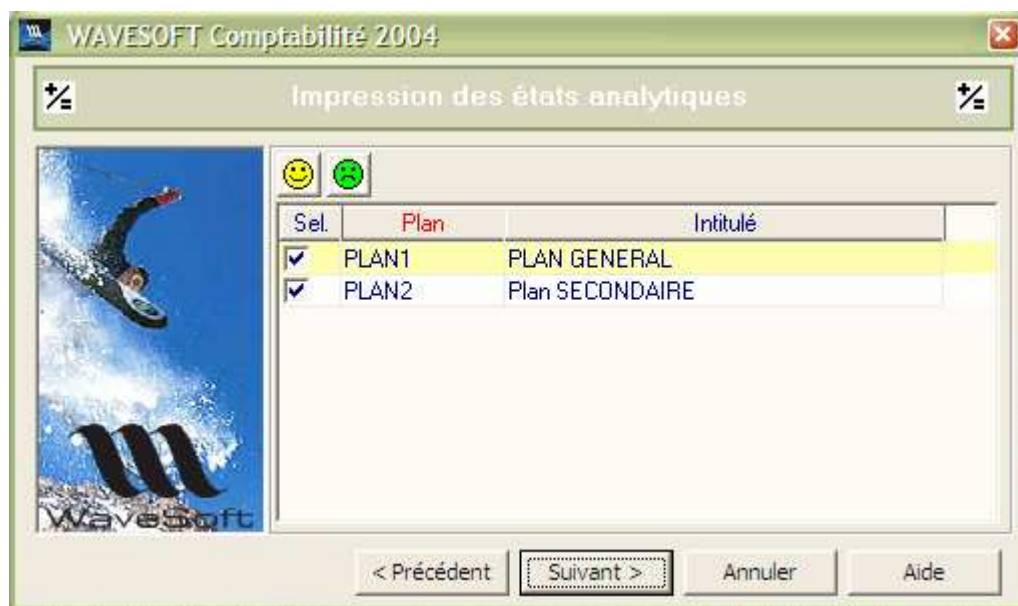 WAVESOFT Comptabilité 2004
Impression des états analytiques
Sel. Plan Intitulé
PLAN1 PLAN GENERAL
PLAN2 Plan SECONDAIRE
WaveSoft
< Précédent Suivant > Annuler Aide